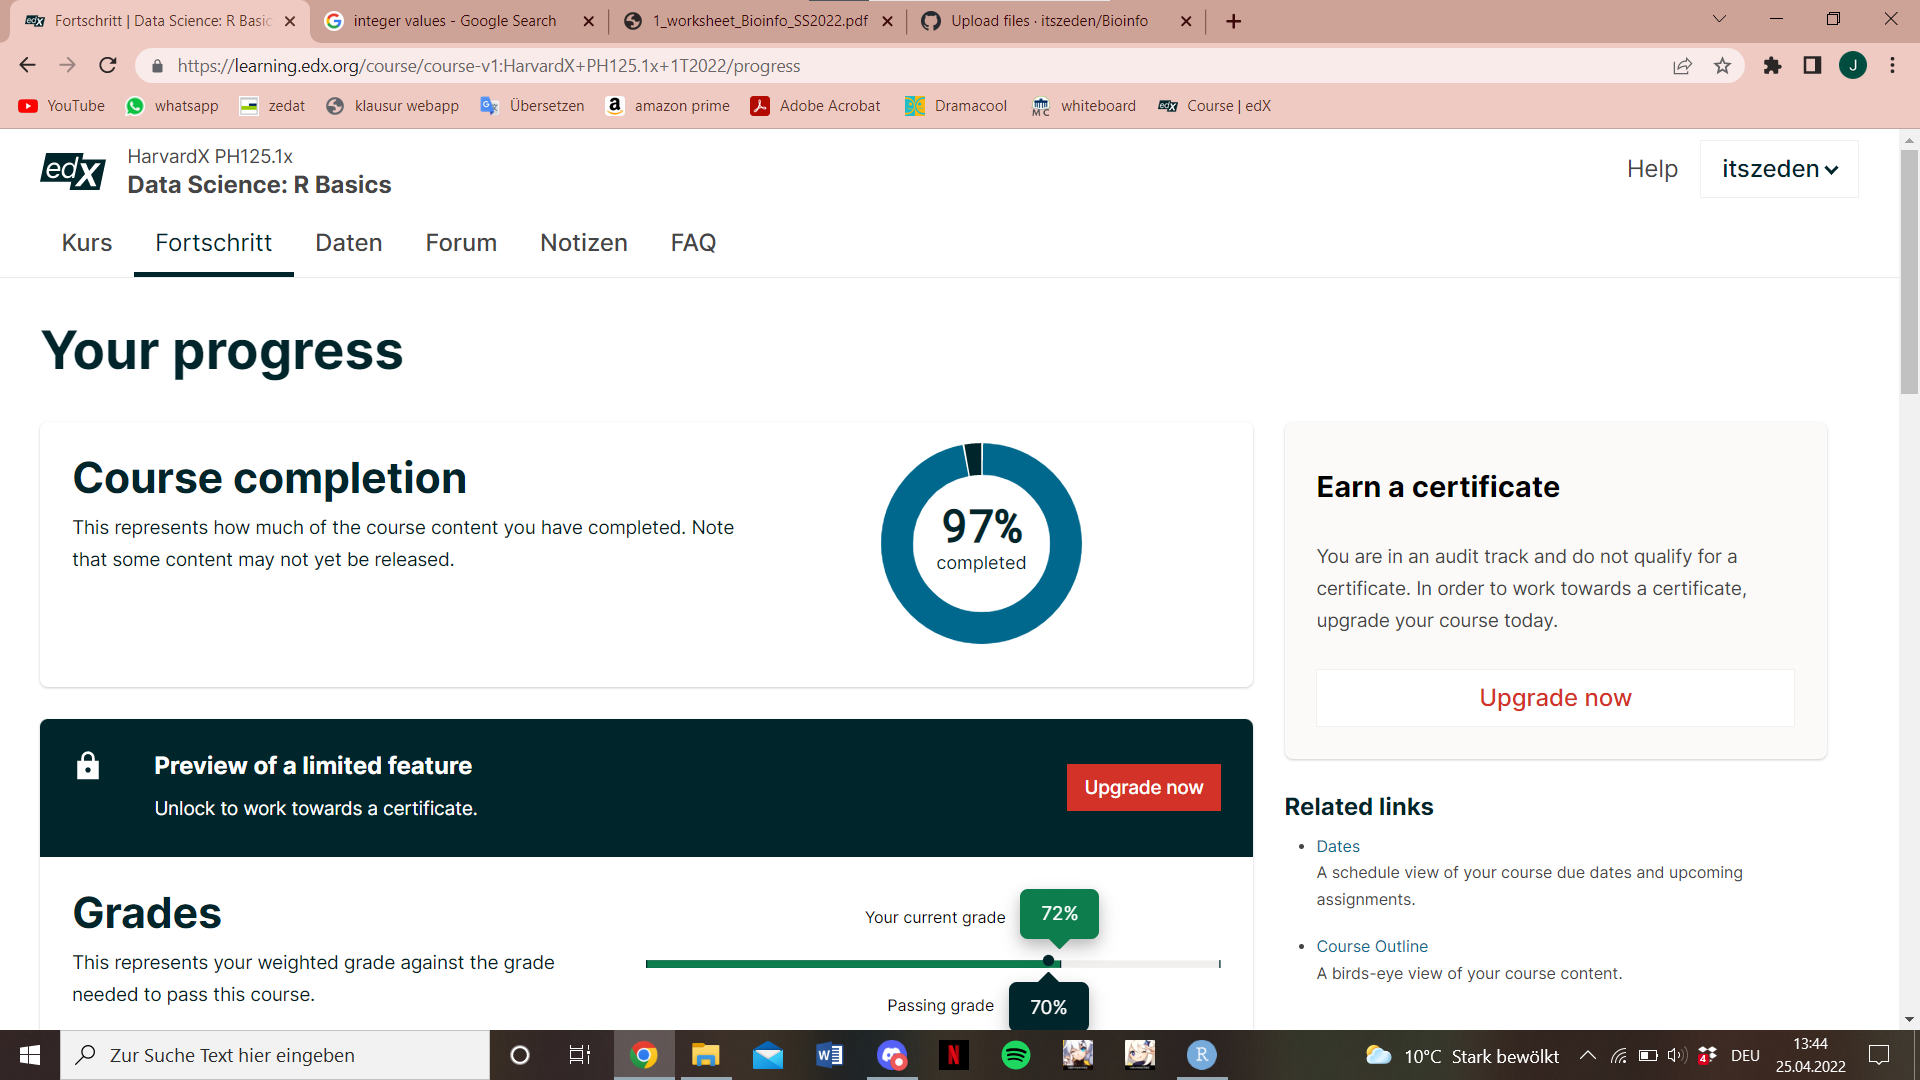 edX Fortschritt | Data Science: R Basic
integer values - Google Search
1_worksheet_Bioinfo_SS2022.pdf
Upload files · itszeden/Bioinfo
https://learning.edx.org/course/course-v1:HarvardX+PH125.1x+1T2022/progress
J
YouTube
whatsapp
zedat
klausur webapp
Übersetzen
amazon prime
Adobe Acrobat
Dramacool
MC whiteboard
edX Course | edX
edX
HarvardX PH125.1x
Data Science: R Basics
Help
itszeden
Kurs
Fortschritt
Daten
Forum
Notizen
FAQ
Your progress
Course completion
This represents how much of the course content you have completed. Note
that some content may not yet be released.
97%
completed
Earn a certificate
You are in an audit track and do not qualify for a
certificate. In order to work towards a certificate,
upgrade your course today.
Upgrade now
Preview of a limited feature
Unlock to work towards a certificate.
Upgrade now
Related links
Dates
A schedule view of your course due dates and upcoming
assignments.
Course Outline
A birds-eye view of your course content.
Grades
This represents your weighted grade against the grade
needed to pass this course.
Your current grade
72%
Passing grade
70%
Zur Suche Text hier eingeben
10°C Stark bewölkt
4
DEU
13:44
25.04.2022